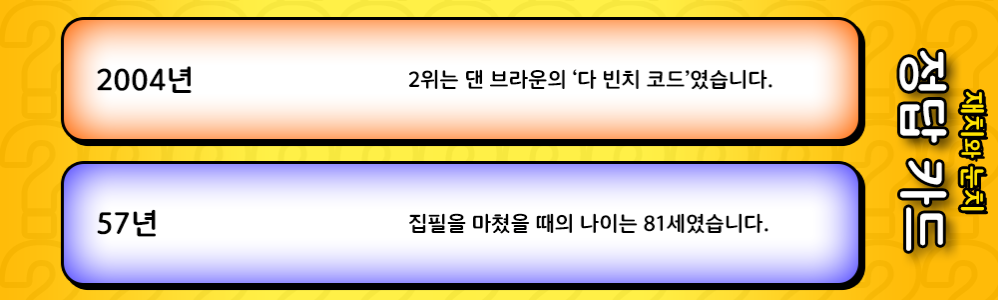 2004년
2위는 댄 브라운의 ‘다 빈치 코드’였습니다.
57년
집필을 마쳤을 때의 나이는 81세였습니다.
재치와 눈치
정답 카드